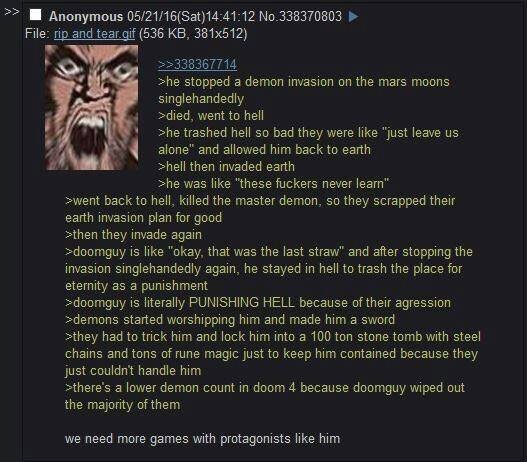 >> Anonymous 05/21/16(Sat)14:41:12 No.338370803
File: rip and tear.gif (536 KB, 381x512)
>>338367714
>he stopped a demon invasion on the mars moons
singlehandedly
>died, went to hell
>he trashed hell so bad they were like "just leave us
alone" and allowed him back to earth
>hell then invaded earth
>he was like "these fuckers never learn"
>went back to hell, killed the master demon, so they scrapped their
earth invasion plan for good
>then they invade again
>doomguy is like "okay, that was the last straw" and after stopping the
invasion singlehandedly again, he stayed in hell to trash the place for
eternity as a punishment
>doomguy is literally PUNISHING HELL because of their agression
>demons started worshipping him and made him a sword
>they had to trick him and lock him into a 100 ton stone tomb with steel
chains and tons of rune magic just to keep him contained because they
just couldn't handle him
>there's a lower demon count in doom 4 because doomguy wiped out
the majority of them
we need more games with protagonists like him